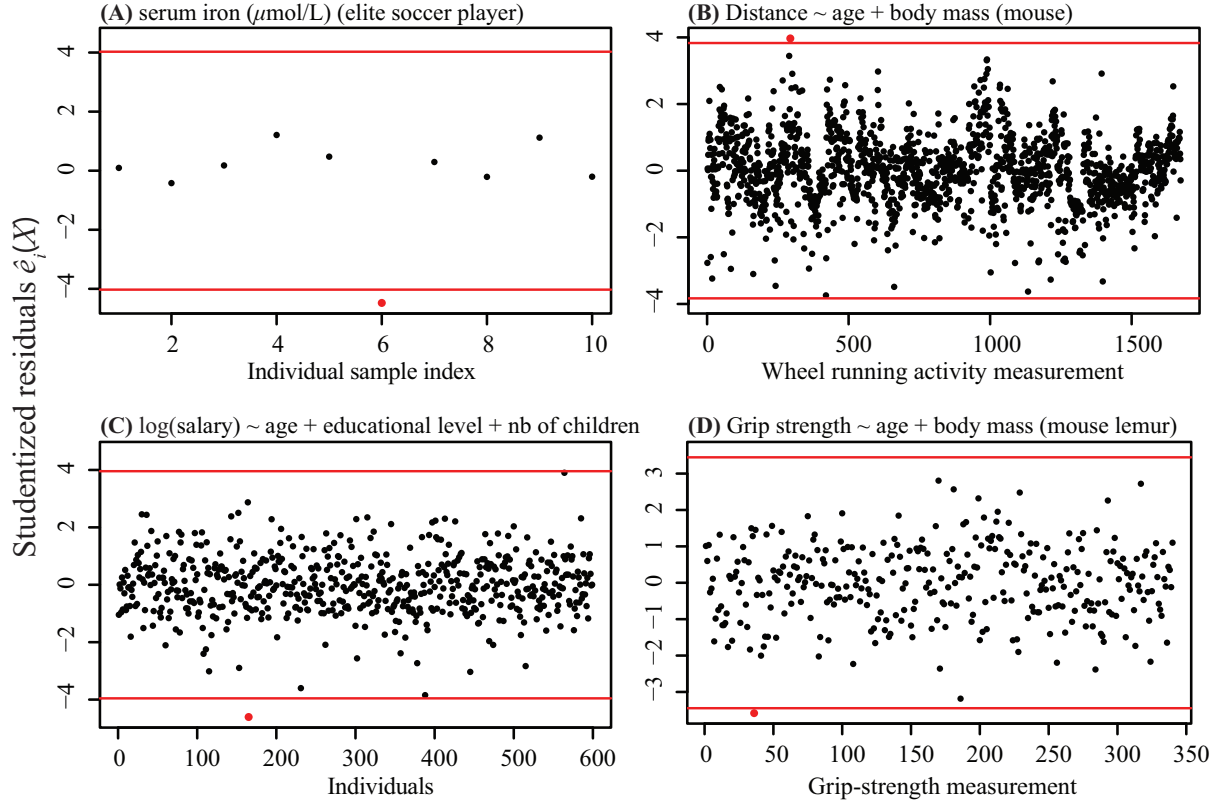 (A) serum iron (μmol/L) (elite soccer player)
4
2
0
−2
−4
2 4 6 8 10
Individual sample index
(B) Distance ~ age + body mass (mouse)
4
2
0
−2
−4
0 500 1000 1500
Wheel running activity measurement
Studentized residuals êᵢ(X)
(C) log(salary) ~ age + educational level + nb of children
4
2
0
−2
−4
0 100 200 300 400 500 600
Individuals
(D) Grip strength ~ age + body mass (mouse lemur)
3
2
1
0
−1
−2
−3
0 50 100 150 200 250 300 350
Grip-strength measurement